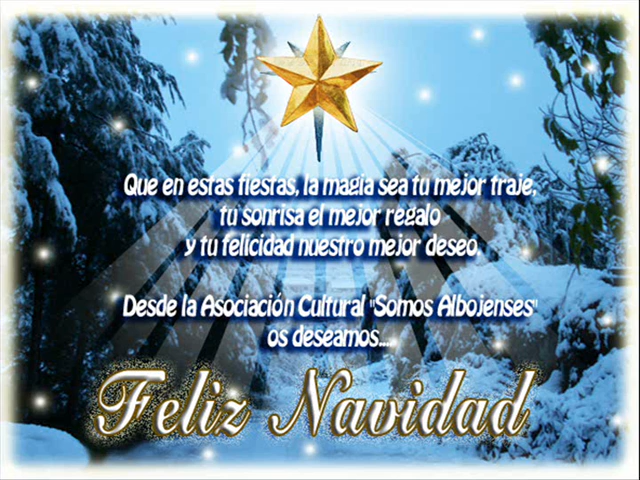 Que en estas fiestas, la magia sea tu mejor traje,
tu sonrisa el mejor regalo
y tu felicidad nuestro mejor deseo.
Desde la Asociación Cultural "Somos Albojenses"
os deseamos....
Feliz Navidad